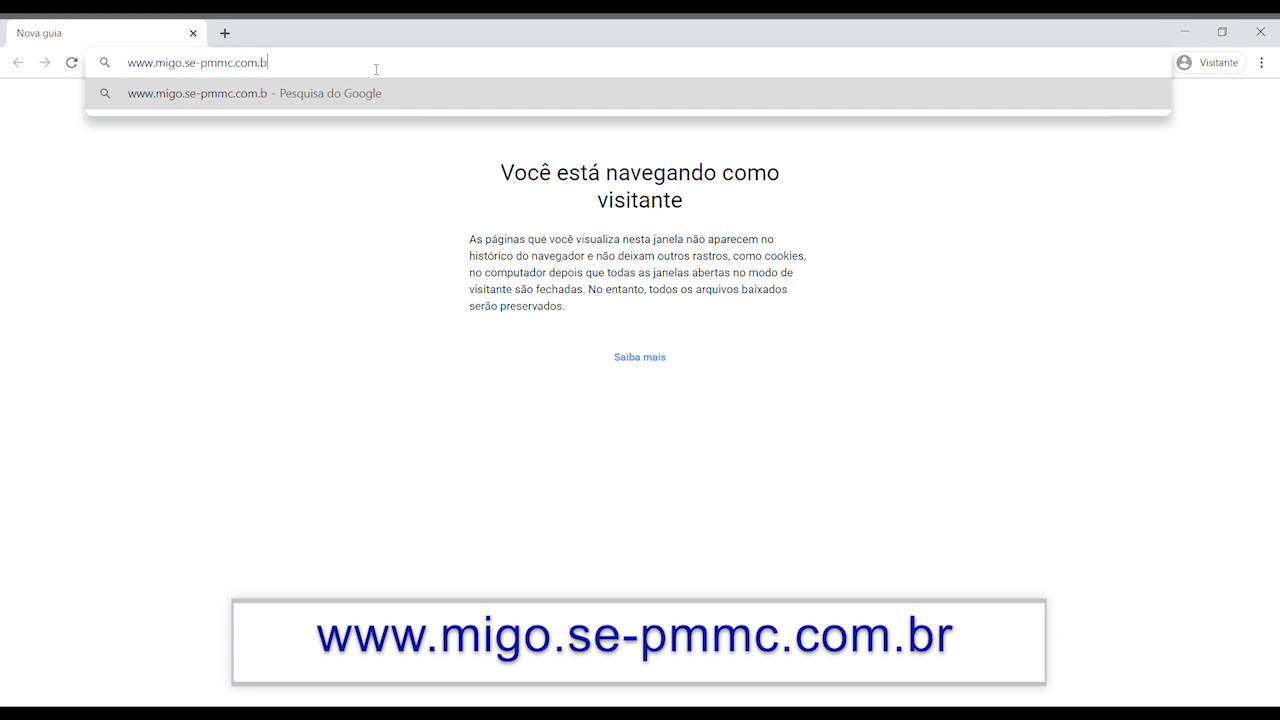 Nova guia
www.migo.se-pmmc.com.b
Visitante
www.migo.se-pmmc.com.b - Pesquisa do Google
Você está navegando como
visitante
As páginas que você visualiza nesta janela não aparecem no
histórico do navegador e não deixam outros rastros, como cookies,
no computador depois que todas as janelas abertas no modo de
visitante são fechadas. No entanto, todos os arquivos baixados
serão preservados.
Saiba mais
www.migo.se-pmmc.com.br